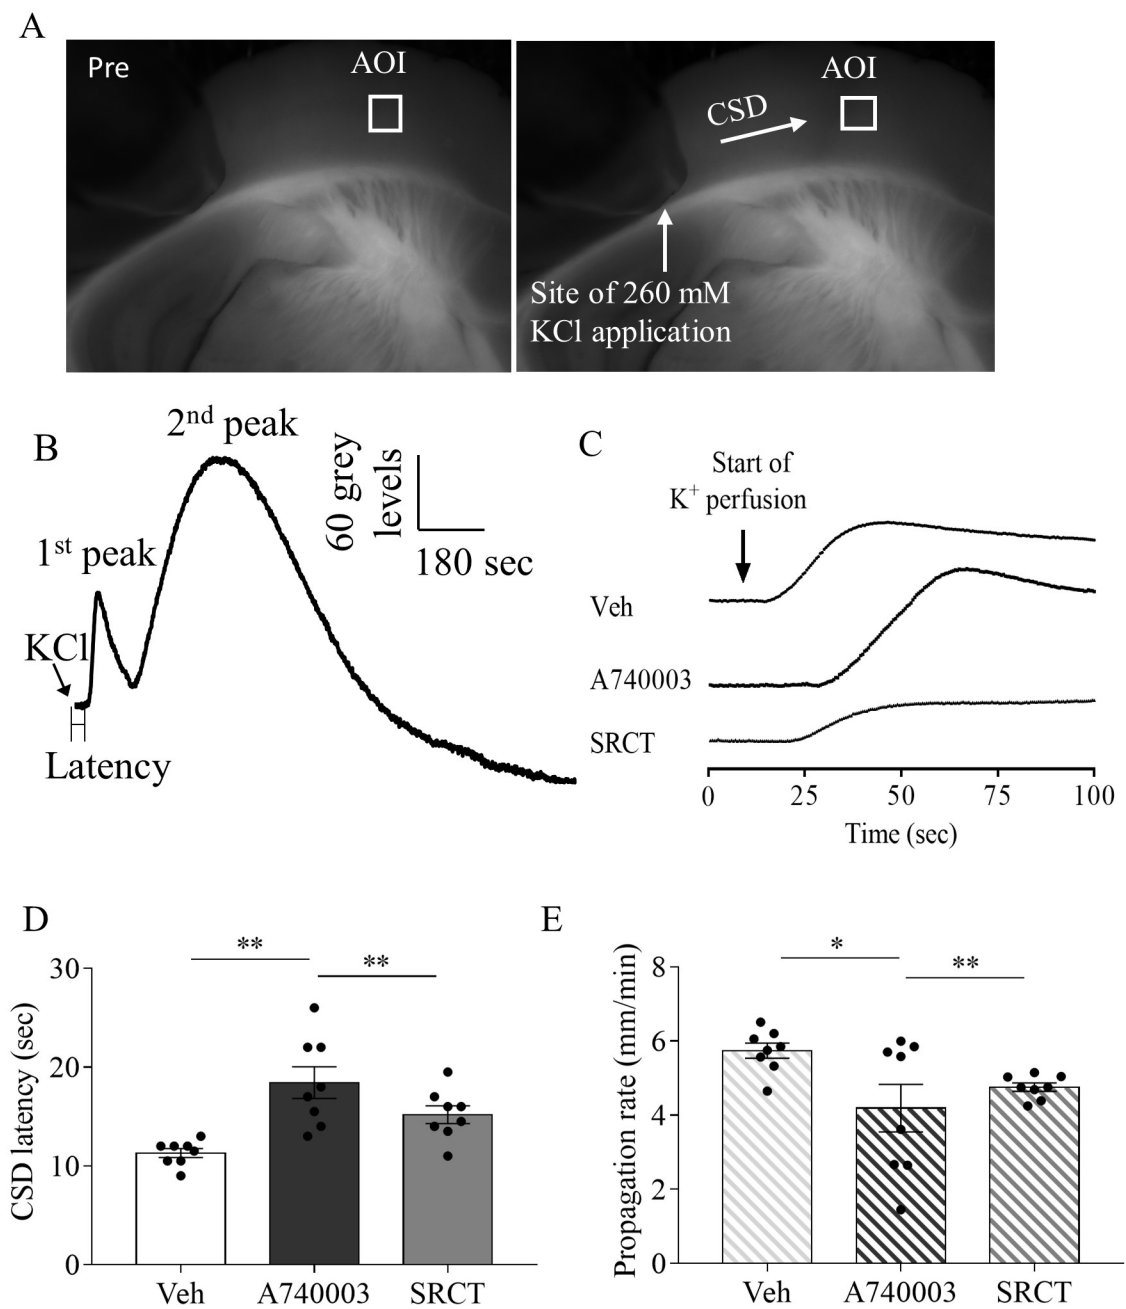 A
Pre
AOI
AOI
CSD
Site of 260 mM
KCl application
B
2nd peak
1st peak
KCl
Latency
60 grey
levels
180 sec
C
Start of
K+ perfusion
Veh
A740003
SRCT
0 25 50 75 100
Time (sec)
D
CSD latency (sec)
30
20
10
0
**
**
Veh A740003 SRCT
E
Propagation rate (mm/min)
8
6
4
2
0
*
**
Veh A740003 SRCT